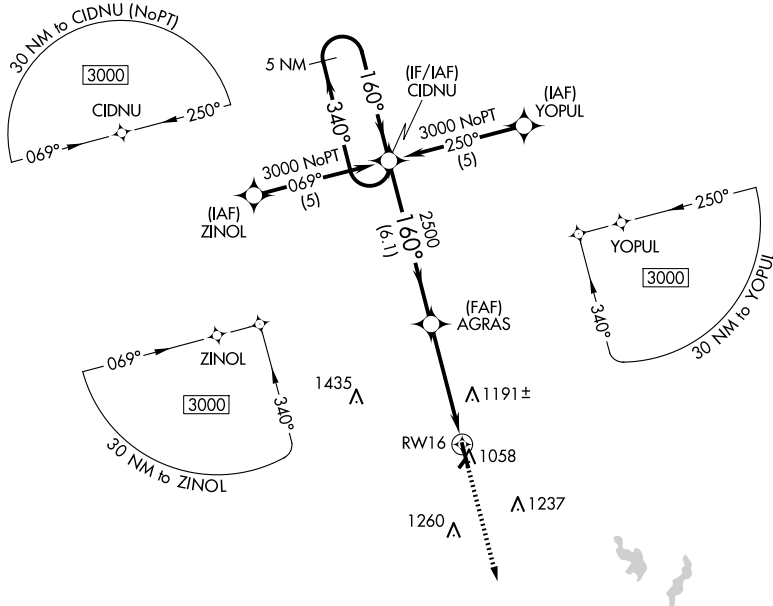 30 NM to CIDNU (NoPT)
3000
CIDNU
069°
250°
5 NM
340°
160°
(IF/IAF)
CIDNU
(IAF)
YOPUL
3000 NoPT
250°
(5)
3000 NoPT
069°
(5)
(IAF)
ZINOL
2500
160°
(6.1)
250°
YOPUL
3000
340°
30 NM to YOPUL
(FAF)
AGRAS
069°
ZINOL
3000
340°
30 NM to ZINOL
1435
1191±
RW16
1058
1237
1260